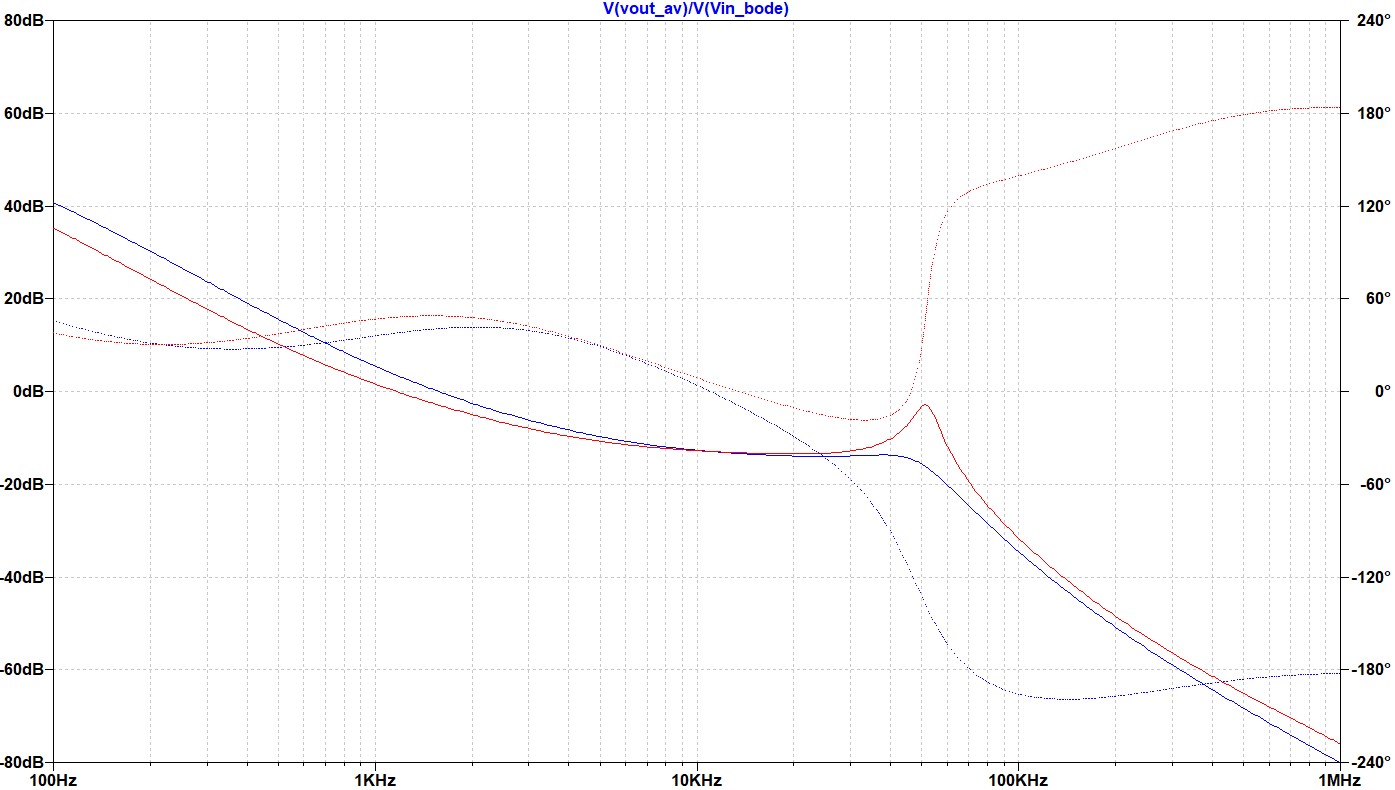 V(vout_av)/V(Vin_bode)
80dB 240°
60dB 180°
40dB 120°
20dB 60°
0dB 0°
-20dB -60°
-40dB -120°
-60dB -180°
-80dB -240°
100Hz 1KHz 10KHz 100KHz 1MHz